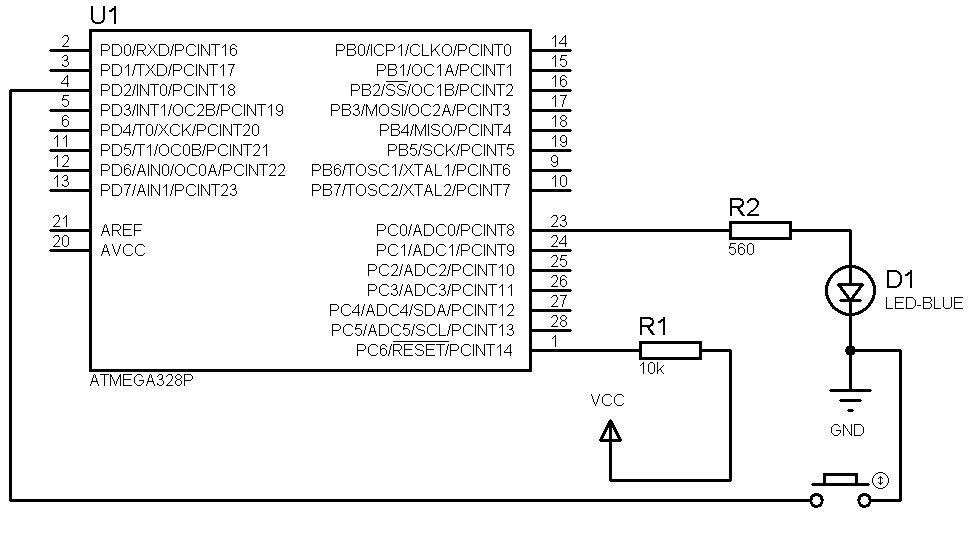 U1
2 PD0/RXD/PCINT16 PB0/ICP1/CLKO/PCINT0 14
3 PD1/TXD/PCINT17 PB1/OC1A/PCINT1 15
4 PD2/INT0/PCINT18 PB2/SS/OC1B/PCINT2 16
5 PD3/INT1/OC2B/PCINT19 PB3/MOSI/OC2A/PCINT3 17
6 PD4/T0/XCK/PCINT20 PB4/MISO/PCINT4 18
11 PD5/T1/OC0B/PCINT21 PB5/SCK/PCINT5 19
12 PD6/AIN0/OC0A/PCINT22 PB6/TOSC1/XTAL1/PCINT6 9
13 PD7/AIN1/PCINT23 PB7/TOSC2/XTAL2/PCINT7 10
21 AREF PC0/ADC0/PCINT8 23
20 AVCC PC1/ADC1/PCINT9 24
PC2/ADC2/PCINT10 25
PC3/ADC3/PCINT11 26
PC4/ADC4/SDA/PCINT12 27
PC5/ADC5/SCL/PCINT13 28
PC6/RESET/PCINT14 1
ATMEGA328P
R2
560
D1
LED-BLUE
R1
10k
VCC
GND